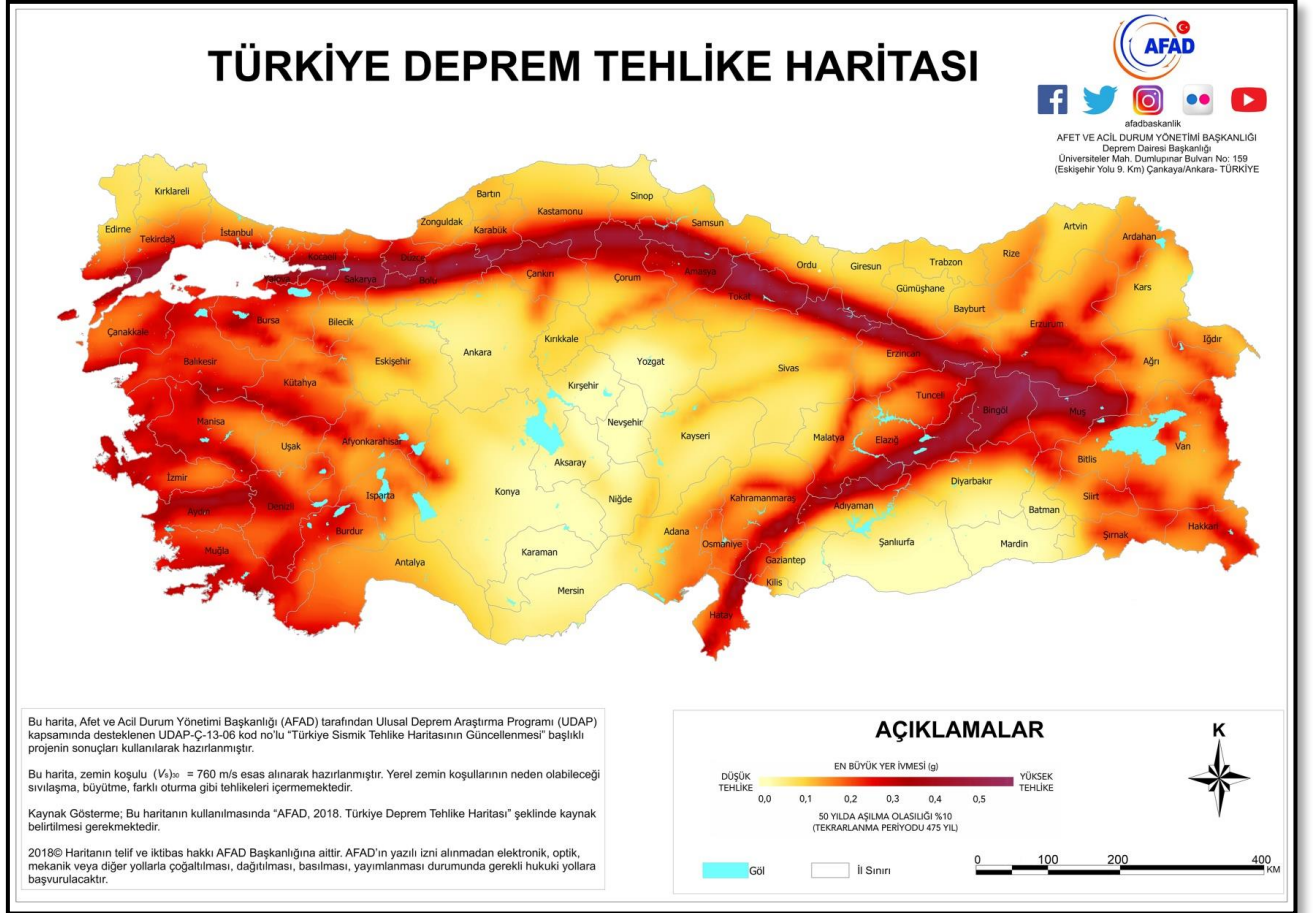 TÜRKİYE DEPREM TEHLİKE HARİTASI
AFAD
afadbaskanlik
AFET VE ACİL DURUM YÖNETİMİ BAŞKANLIĞI
Deprem Dairesi Başkanlığı
Üniversiteler Mah. Dumlupınar Bulvarı No: 159
(Eskişehir Yolu 9. Km) Çankaya/Ankara- TÜRKİYE
Kırklareli
Edirne
Tekirdağ
İstanbul
Kocaeli
Yalova
Sakarya
Düzce
Bolu
Zonguldak
Bartın
Karabük
Kastamonu
Sinop
Samsun
Çankırı
Çorum
Amasya
Tokat
Ordu
Giresun
Trabzon
Gümüşhane
Bayburt
Rize
Artvin
Ardahan
Kars
Erzurum
Iğdır
Ağrı
Erzincan
Çanakkale
Bursa
Bilecik
Balıkesir
Kütahya
Eskişehir
Ankara
Kırıkkale
Yozgat
Kırşehir
Sivas
Tunceli
Bingöl
Muş
Manisa
Uşak
Afyonkarahisar
Nevşehir
Kayseri
Malatya
Elazığ
Van
Bitlis
İzmir
Aksaray
Konya
Isparta
Aydın
Denizli
Burdur
Niğde
Kahramanmaraş
Adıyaman
Diyarbakır
Batman
Siirt
Hakkari
Şırnak
Muğla
Antalya
Karaman
Mersin
Adana
Osmaniye
Gaziantep
Kilis
Şanlıurfa
Mardin
Hatay
Bu harita, Afet ve Acil Durum Yönetimi Başkanlığı (AFAD) tarafından Ulusal Deprem Araştırma Programı (UDAP)
kapsamında desteklenen UDAP-Ç-13-06 kod no'lu “Türkiye Sismik Tehlike Haritasının Güncellenmesi” başlıklı
projenin sonuçları kullanılarak hazırlanmıştır.
Bu harita, zemin koşulu (Vs)30 = 760 m/s esas alınarak hazırlanmıştır. Yerel zemin koşullarının neden olabileceği
sıvılaşma, büyütme, farklı oturma gibi tehlikeleri içermemektedir.
Kaynak Gösterme; Bu haritanın kullanılmasında “AFAD, 2018. Türkiye Deprem Tehlike Haritası” şeklinde kaynak
belirtilmesi gerekmektedir.
2018© Haritanın telif ve iktibas hakkı AFAD Başkanlığına aittir. AFAD'ın yazılı izni alınmadan elektronik, optik,
mekanik veya diğer yollarla çoğaltılması, dağıtılması, basılması, yayımlanması durumunda gerekli hukuki yollara
başvurulacaktır.
AÇIKLAMALAR
EN BÜYÜK YER İVMESİ (g)
DÜŞÜK
TEHLİKE
YÜKSEK
TEHLİKE
0,0 0,1 0,2 0,3 0,4 0,5
50 YILDA AŞILMA OLASILIĞI %10
(TEKRARLANMA PERİYODU 475 YIL)
Göl
İl Sınırı
K
0 100 200 400
KM